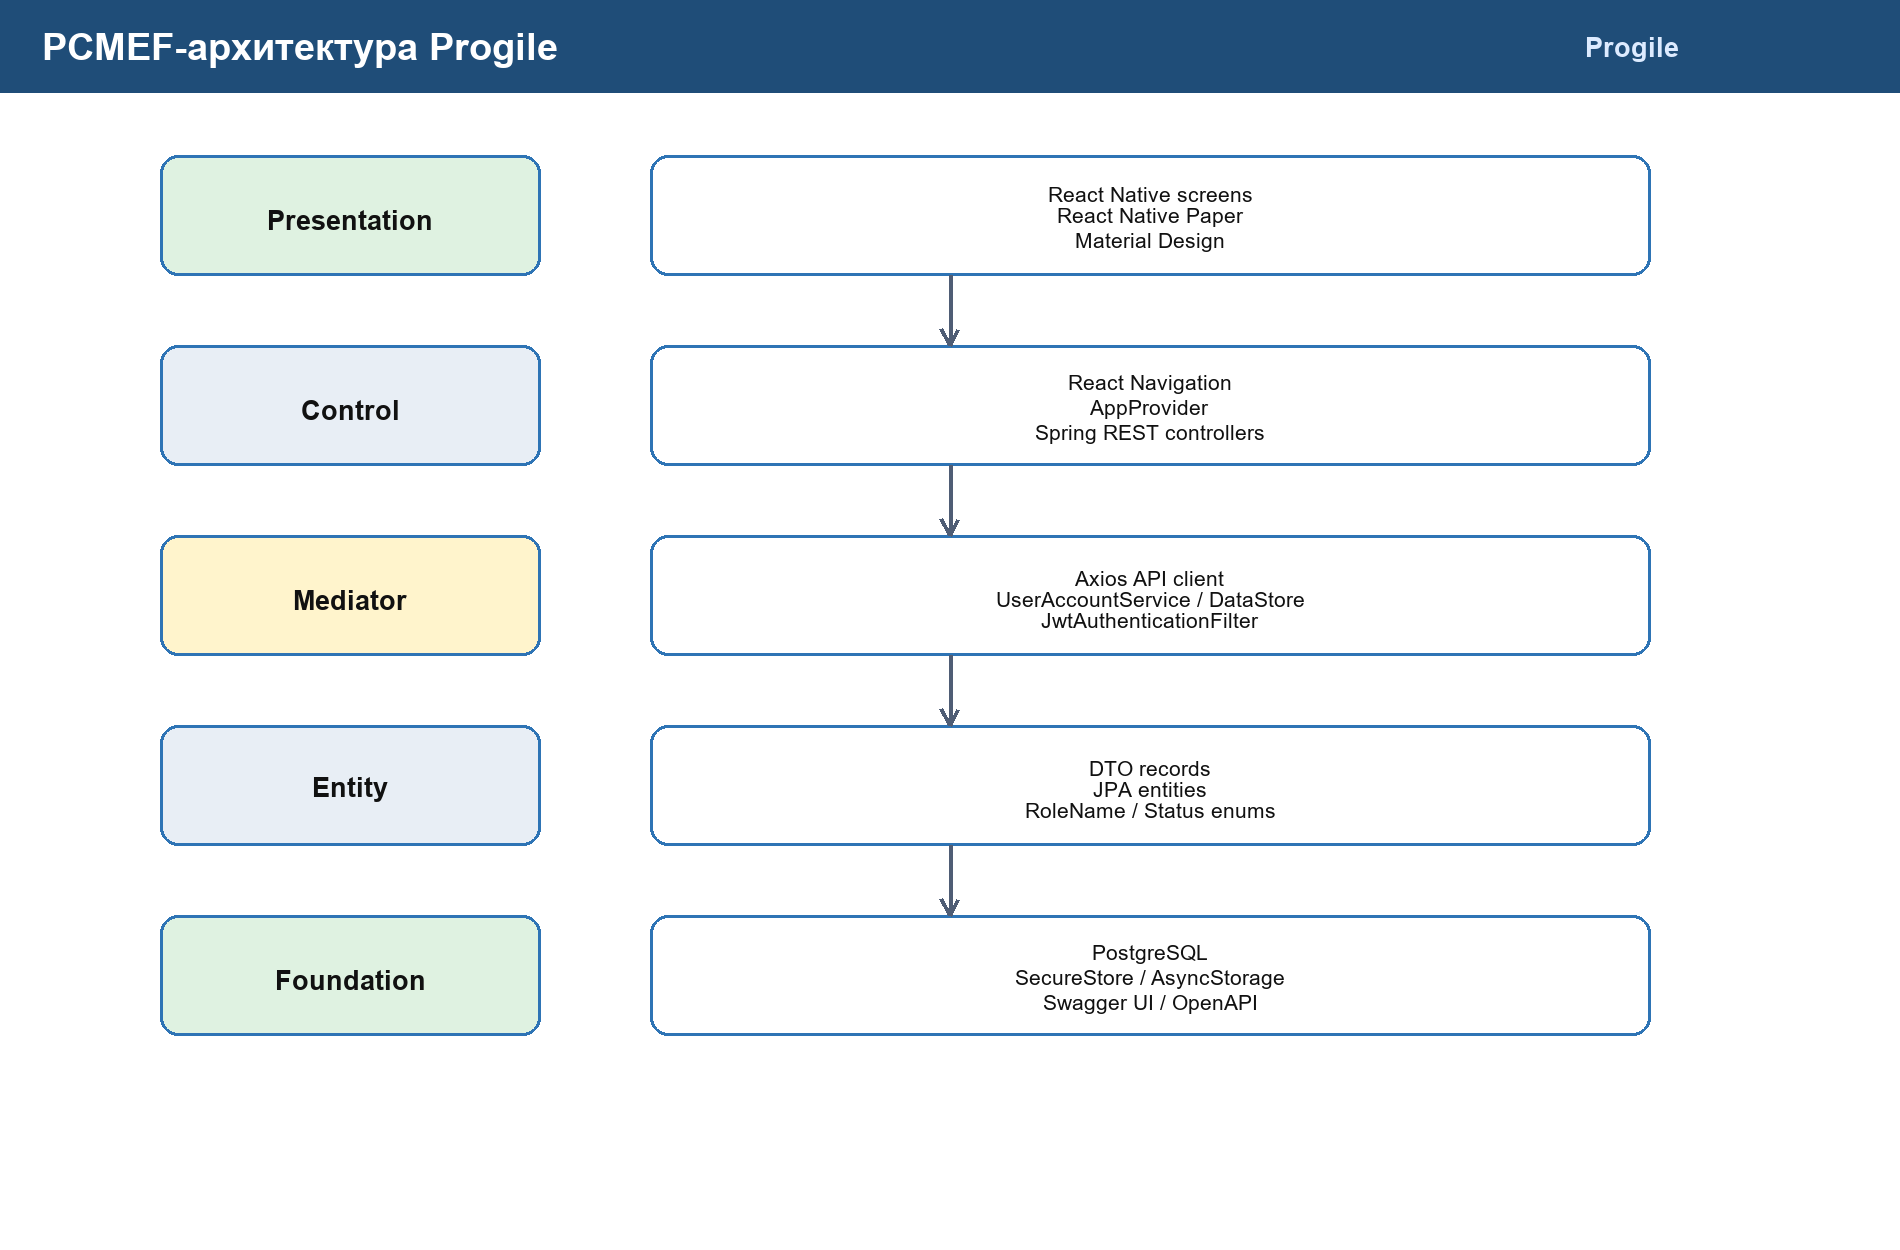 PCMEF-архитектура Progile
Progile
Presentation
React Native screens
React Native Paper
Material Design
Control
React Navigation
AppProvider
Spring REST controllers
Mediator
Axios API client
UserAccountService / DataStore
JwtAuthenticationFilter
Entity
DTO records
JPA entities
RoleName / Status enums
Foundation
PostgreSQL
SecureStore / AsyncStorage
Swagger UI / OpenAPI